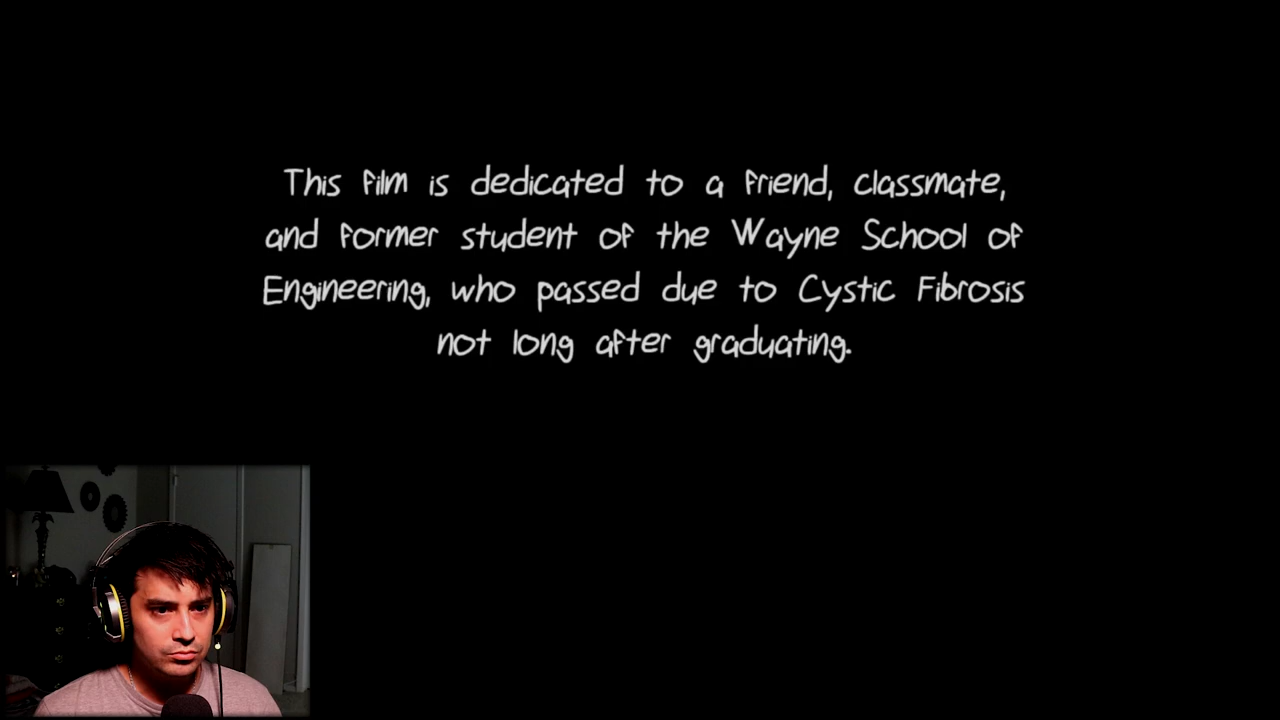 This film is dedicated to a friend, classmate,
and former student of the Wayne School of
Engineering, who passed due to Cystic Fibrosis
not long after graduating.